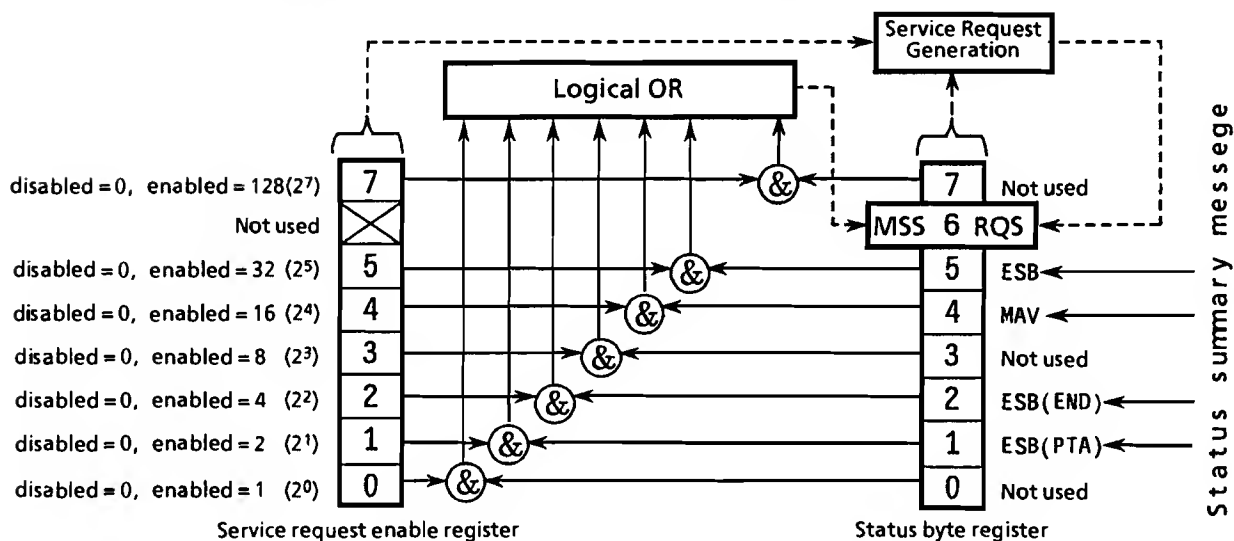 Service Request
Generation
Logical OR
disabled = 0, enabled = 128(2⁷) 7 & 7 Not used
Not used MSS 6 RQS
disabled = 0, enabled = 32 (2⁵) 5 & 5 ESB
disabled = 0, enabled = 16 (2⁴) 4 & 4 MAV
disabled = 0, enabled = 8 (2³) 3 & 3 Not used
disabled = 0, enabled = 4 (2²) 2 & 2 ESB(END)
disabled = 0, enabled = 2 (2¹) 1 & 1 ESB(PTA)
disabled = 0, enabled = 1 (2⁰) 0 & 0 Not used
Service request enable register
Status byte register
Status summary messege